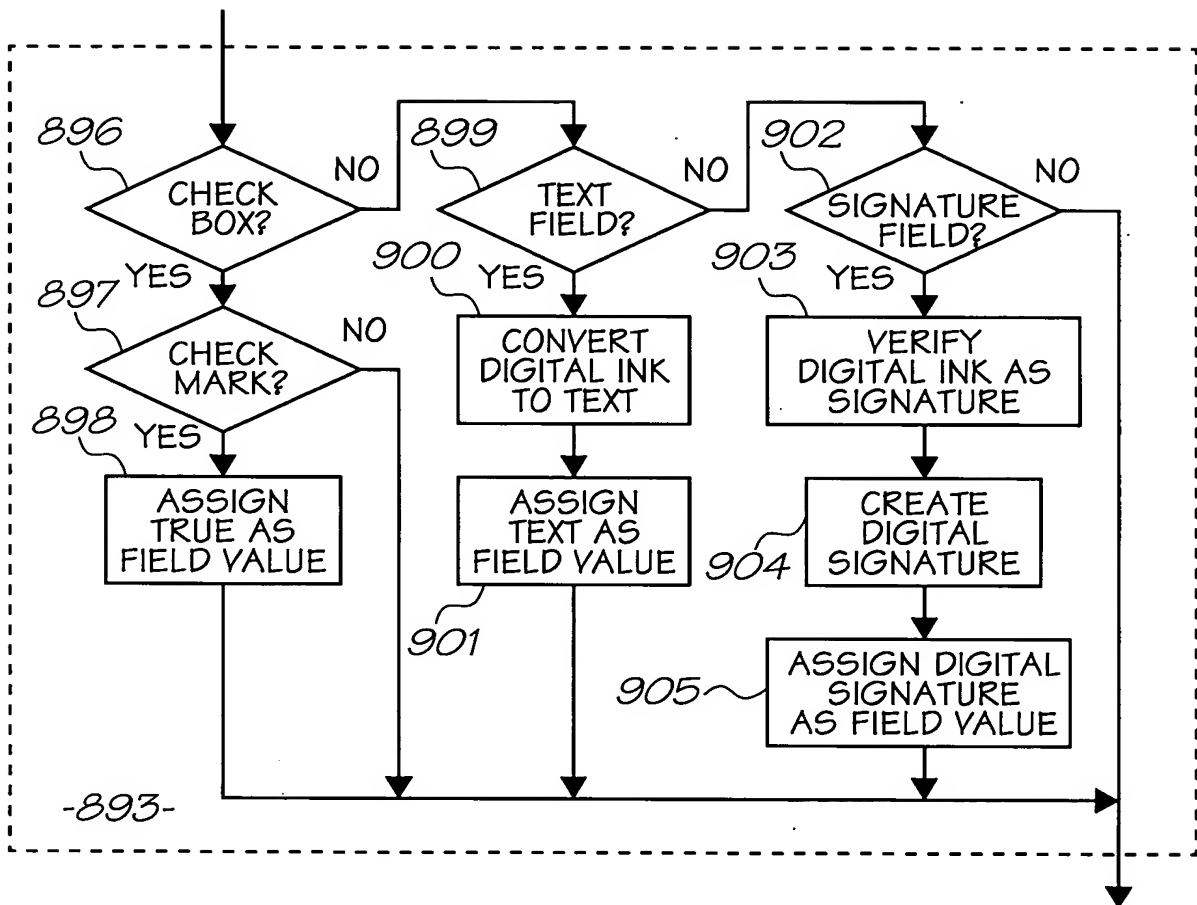 896
CHECK
BOX?
NO
YES
897
CHECK
MARK?
NO
YES
898
ASSIGN
TRUE AS
FIELD VALUE
899
TEXT
FIELD?
NO
YES
900
CONVERT
DIGITAL INK
TO TEXT
ASSIGN
TEXT AS
FIELD VALUE
901
902
SIGNATURE
FIELD?
NO
YES
903
VERIFY
DIGITAL INK AS
SIGNATURE
CREATE
DIGITAL
SIGNATURE
904
ASSIGN DIGITAL
SIGNATURE
AS FIELD VALUE
905
-893-